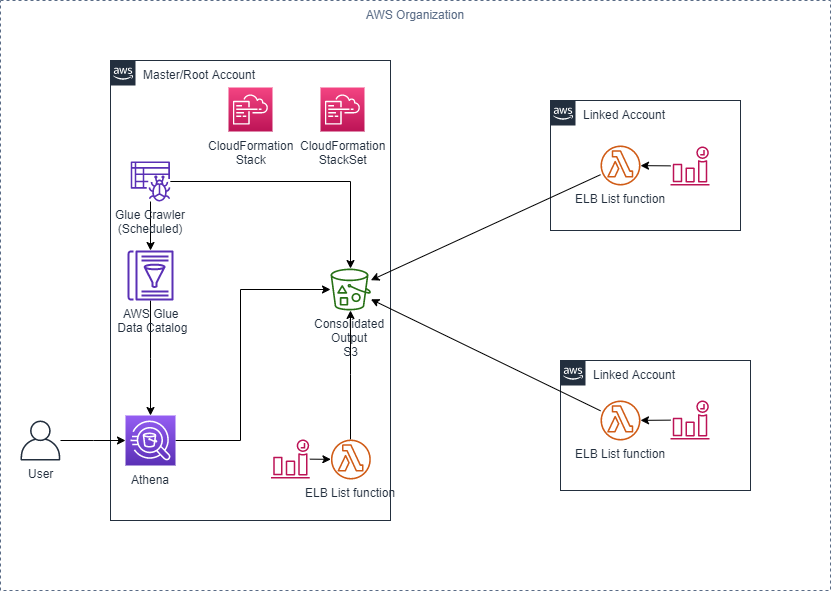 AWS Organization
aws
Master/Root Account
CloudFormation
Stack
CloudFormation
StackSet
Glue Crawler
(Scheduled)
AWS Glue
Data Catalog
Consolidated
Output
S3
User
Athena
ELB List function
aws
Linked Account
ELB List function
aws
Linked Account
ELB List function